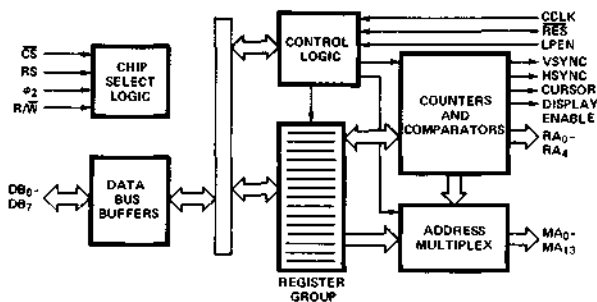 CS
RS
φ2
R/W
CHIP
SELECT
LOGIC
DB0-
DB7
DATA
BUS
BUFFERS
CONTROL
LOGIC
REGISTER
GROUP
CCLK
RES
LPEN
VSYNC
HSYNC
CURSOR
DISPLAY
ENABLE
COUNTERS
AND
COMPARATORS
RA0-
RA4
ADDRESS
MULTIPLEX
MA0-
MA13